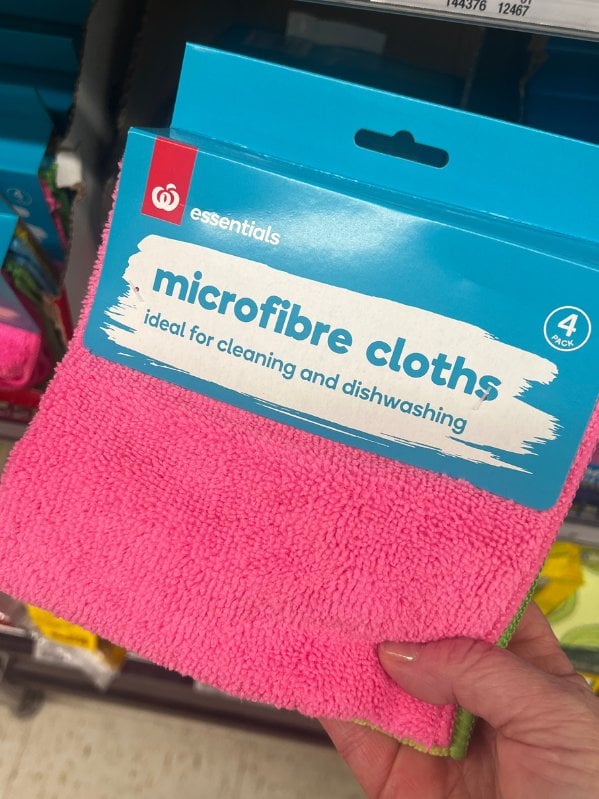 144376 12467
essentials
microfibre cloths
ideal for cleaning and dishwashing
4
PACK